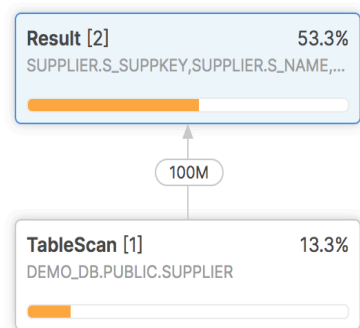 Result [2] 53.3%
SUPPLIER.S_SUPPKEY,SUPPLIER.S_NAME,...
100M
TableScan [1] 13.3%
DEMO_DB.PUBLIC.SUPPLIER